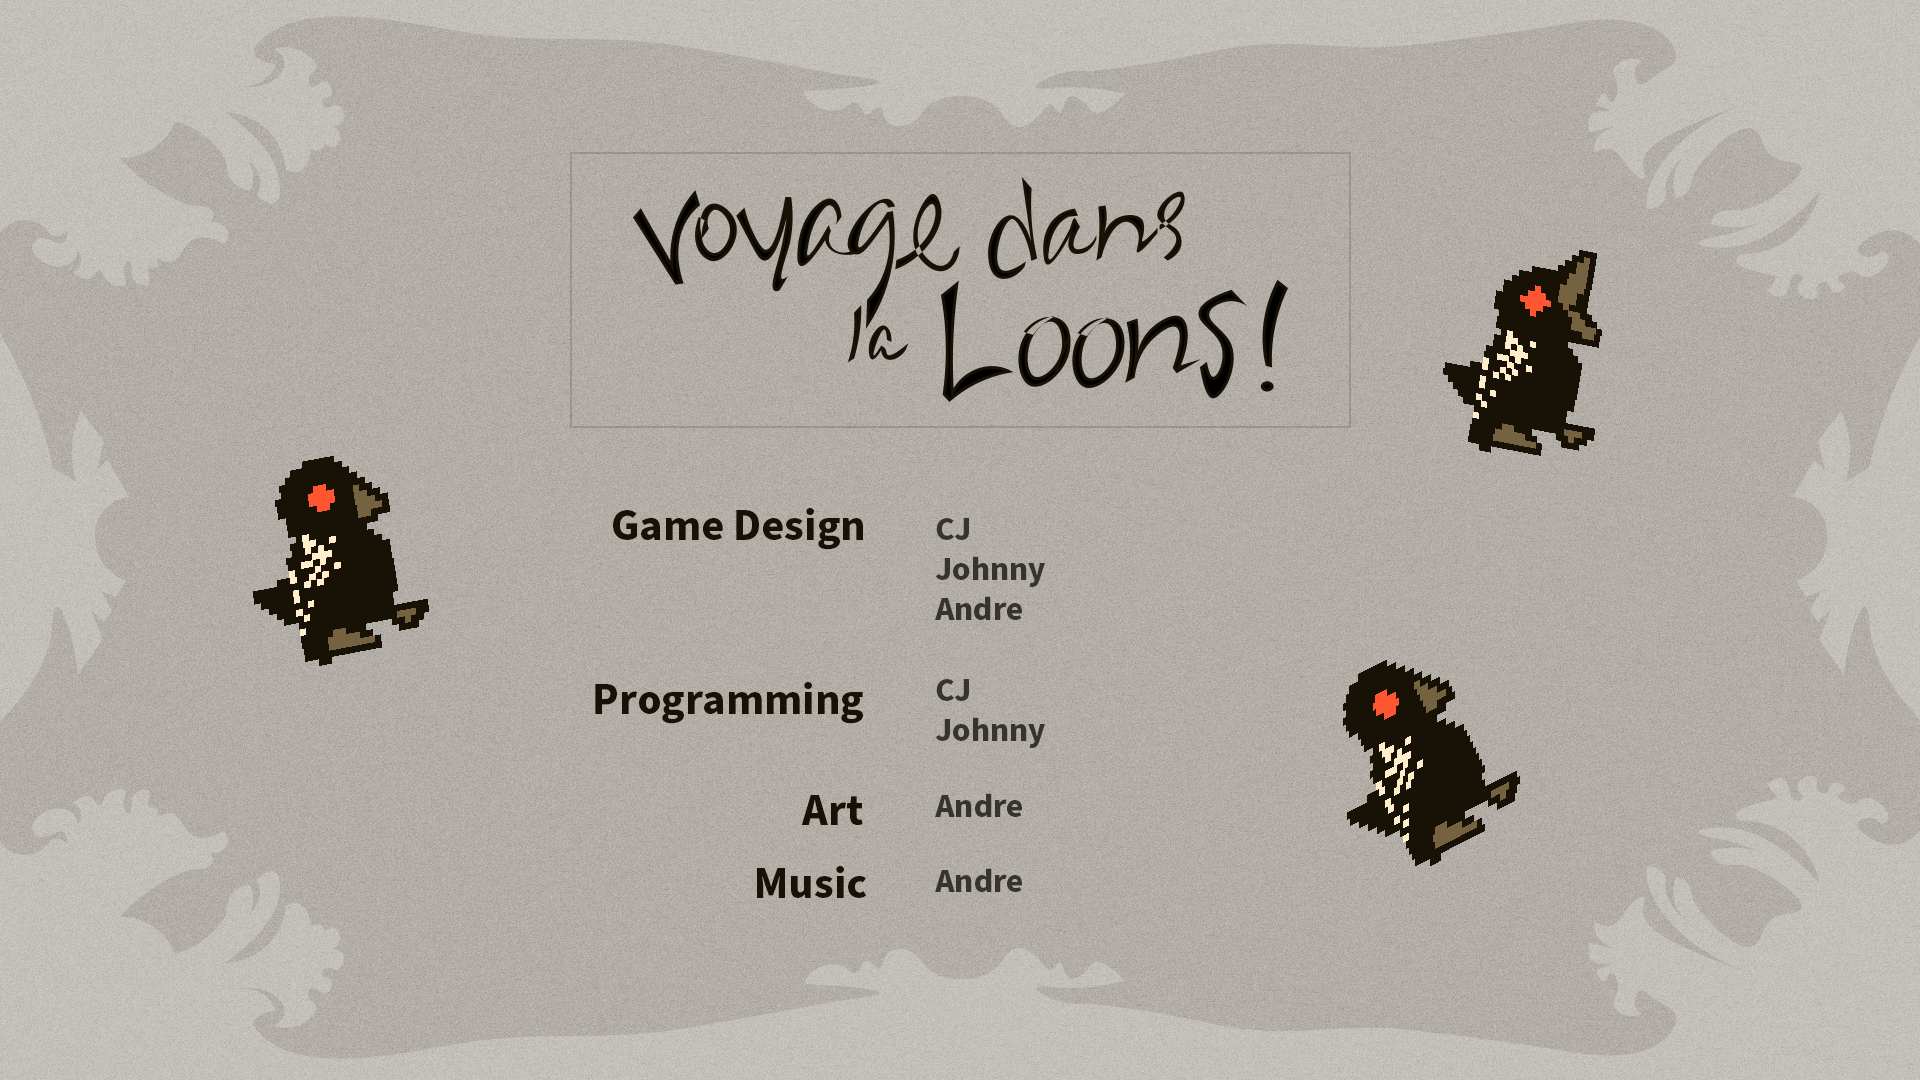 Voyage dans
la Loons!
Game Design
CJ
Johnny
Andre
Programming
CJ
Johnny
Art
Andre
Music
Andre